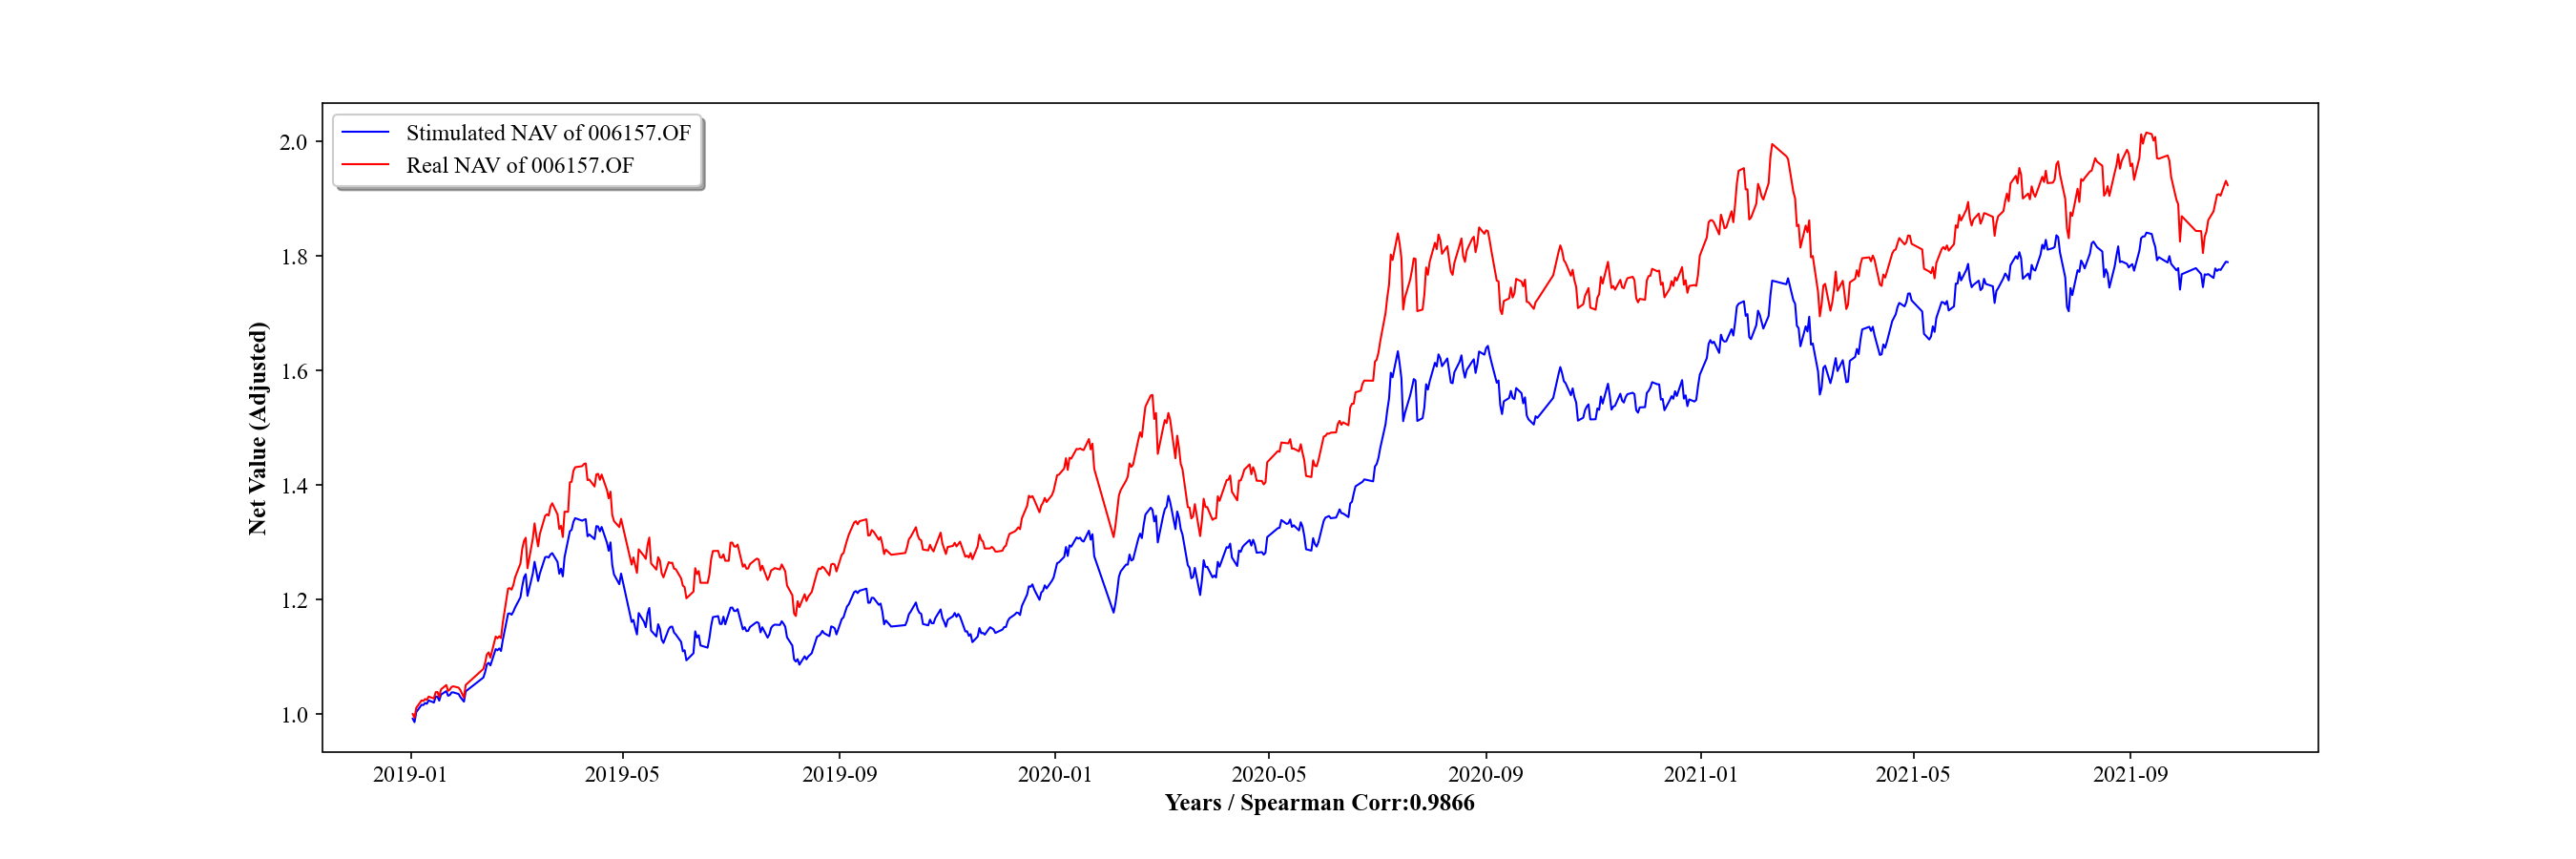 Stimulated NAV of 006157.OF
Real NAV of 006157.OF
Net Value (Adjusted)
2.0
1.8
1.6
1.4
1.2
1.0
2019-01 2019-05 2019-09 2020-01 2020-05 2020-09 2021-01 2021-05 2021-09
Years / Spearman Corr:0.9866